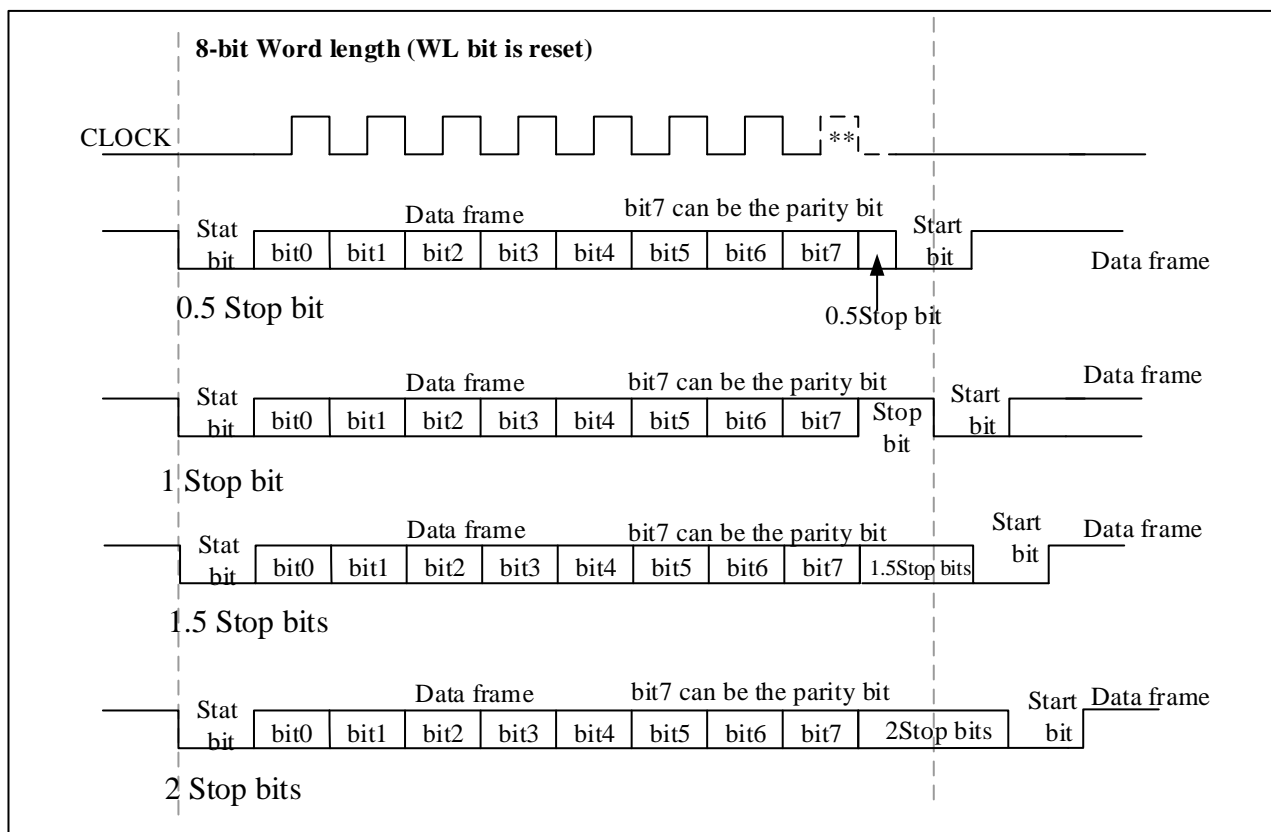 8-bit Word length (WL bit is reset)
CLOCK
**
Data frame
bit7 can be the parity bit
Stat
bit
bit0 bit1 bit2 bit3 bit4 bit5 bit6 bit7
Start
bit
Data frame
0.5 Stop bit
0.5Stop bit
Data frame
bit7 can be the parity bit
Data frame
Stat
bit
bit0 bit1 bit2 bit3 bit4 bit5 bit6 bit7
Stop
bit
Start
bit
1 Stop bit
Data frame
bit7 can be the parity bit
Start
bit
Data frame
Stat
bit
bit0 bit1 bit2 bit3 bit4 bit5 bit6 bit7
1.5Stop bits
1.5 Stop bits
Data frame
bit7 can be the parity bit
Start
bit
Data frame
Stat
bit
bit0 bit1 bit2 bit3 bit4 bit5 bit6 bit7
2Stop bits
2 Stop bits